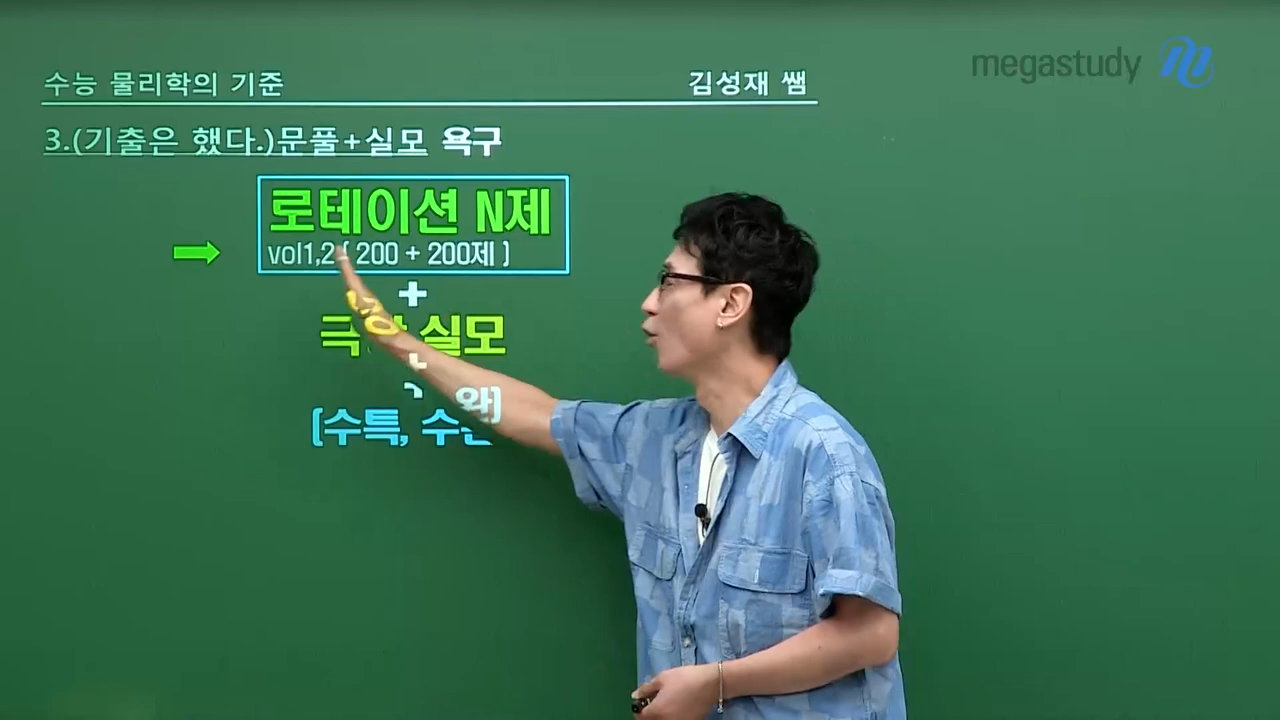 megastudy
수능 물리학의 기준 김성재 쌤
3.(기출은 했다.)문풀+실모 욕구
로테이션 N제
vol1,2 ( 200 + 200제 )
+
실모
(수특,